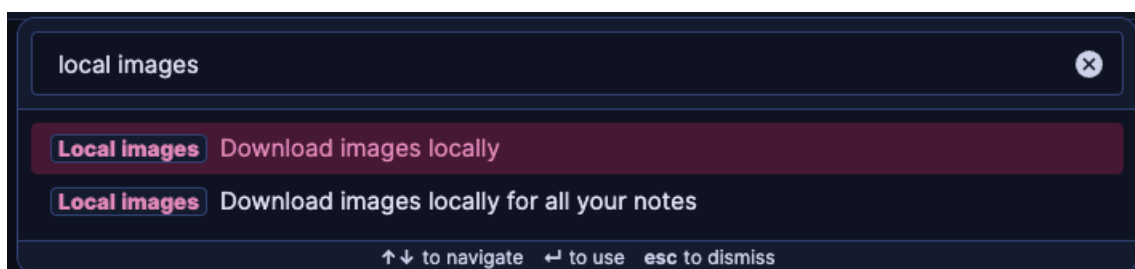 local images
Local images Download images locally
Local images Download images locally for all your notes
↑↓ to navigate ↵ to use esc to dismiss